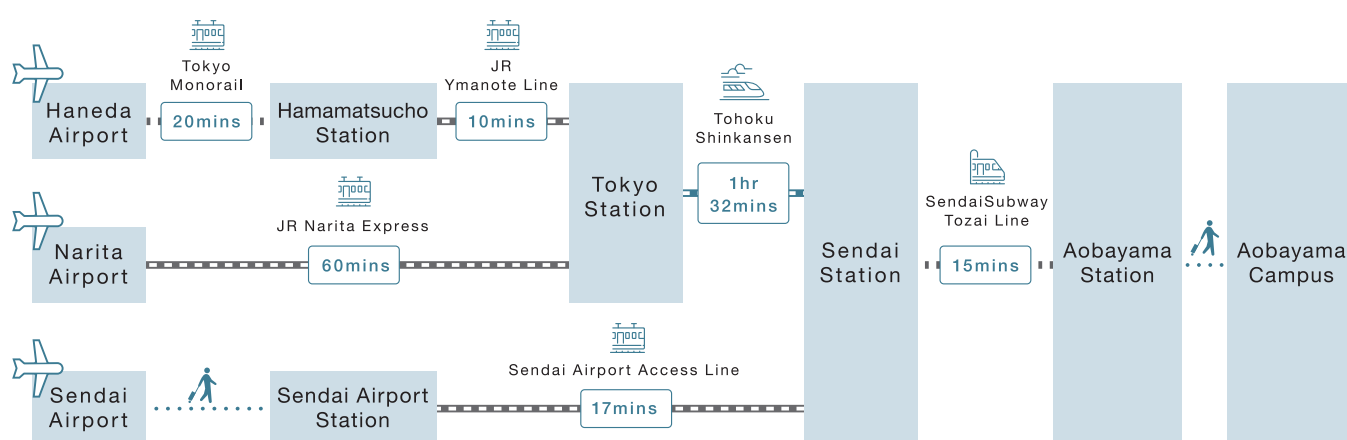 Tokyo
Monorail
JR
Ymanote Line
Tohoku
Shinkansen
Haneda
Airport
20mins
Hamamatsucho
Station
10mins
Tokyo
Station
1hr
32mins
JR Narita Express
Narita
Airport
60mins
SendaiSubway
Tozai Line
Sendai
Station
15mins
Aobayama
Station
Aobayama
Campus
Sendai Airport Access Line
Sendai
Airport
Sendai Airport
Station
17mins